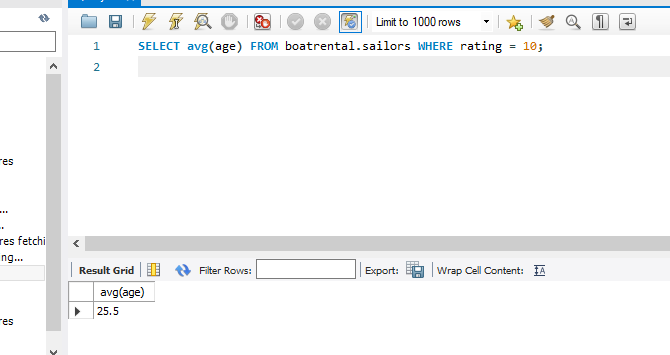 Limit to 1000 rows
1 SELECT avg(age) FROM boatrental.sailors WHERE rating = 10;
2
res
...
..
res fetchi
ng...
res
Result Grid Filter Rows: Export: Wrap Cell Content:
avg(age)
25.5